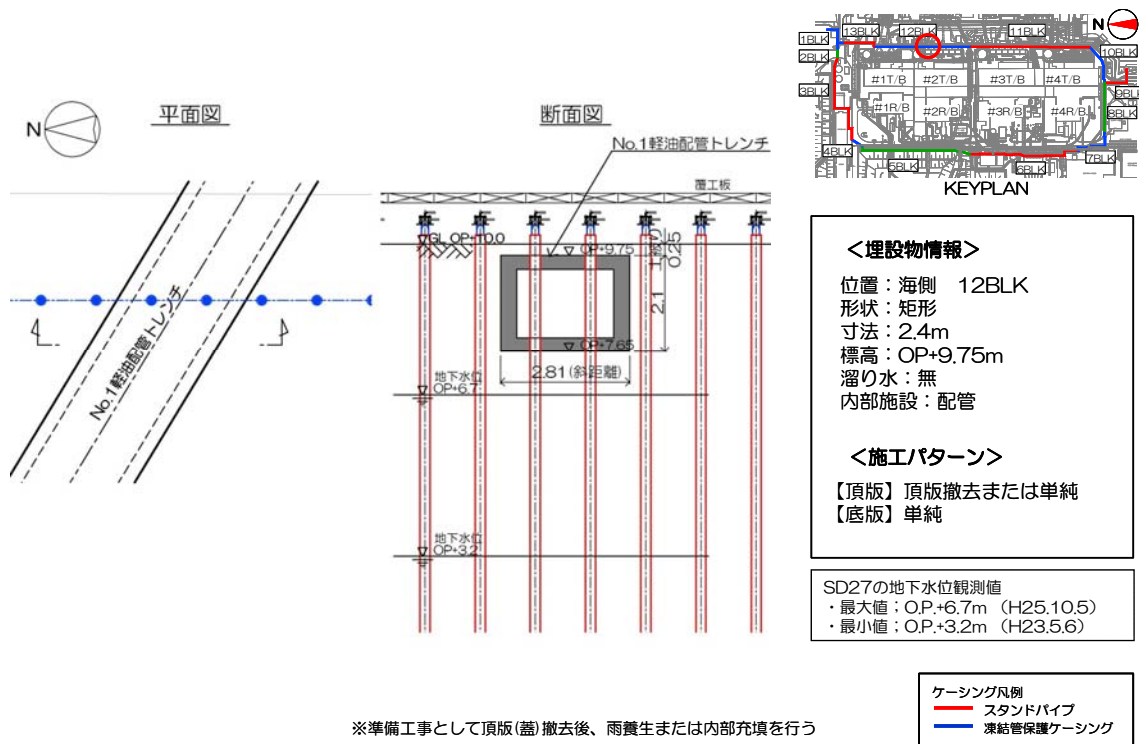 平面図
N
No.1軽油配管トレンチ
断面図
No.1軽油配管トレンチ
覆工板
GL OP+10.0
OP+9.75
土被り
0.25
2.1
OP+7.65
2.81(斜距離)
地下水位
OP+6.7
地下水位
OP+3.2
N
13BLK
12BLK
11BLK
1BLK
2BLK
10BLK
#1T/B
#2T/B
#3T/B
#4T/B
3BLK
9BLK
#1R/B
#2R/B
#3R/B
#4R/B
8BLK
4BLK
5BLK
6BLK
7BLK
KEYPLAN
＜埋設物情報＞
位置：海側　12BLK
形状：矩形
寸法：2.4m
標高：OP+9.75m
溜り水：無
内部施設：配管
＜施工パターン＞
【頂版】頂版撤去または単純
【底版】単純
SD27の地下水位観測値
・最大値；O.P.+6.7m （H25.10.5）
・最小値；O.P.+3.2m （H23.5.6）
ケーシング凡例
スタンドパイプ
凍結管保護ケーシング
※準備工事として頂版(蓋)撤去後、雨養生または内部充填を行う